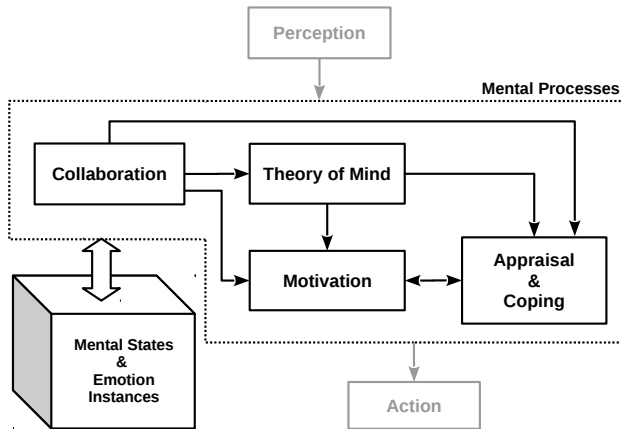 Perception
Mental Processes
Collaboration
Theory of Mind
Motivation
Appraisal
&
Coping
Mental States
&
Emotion
Instances
Action